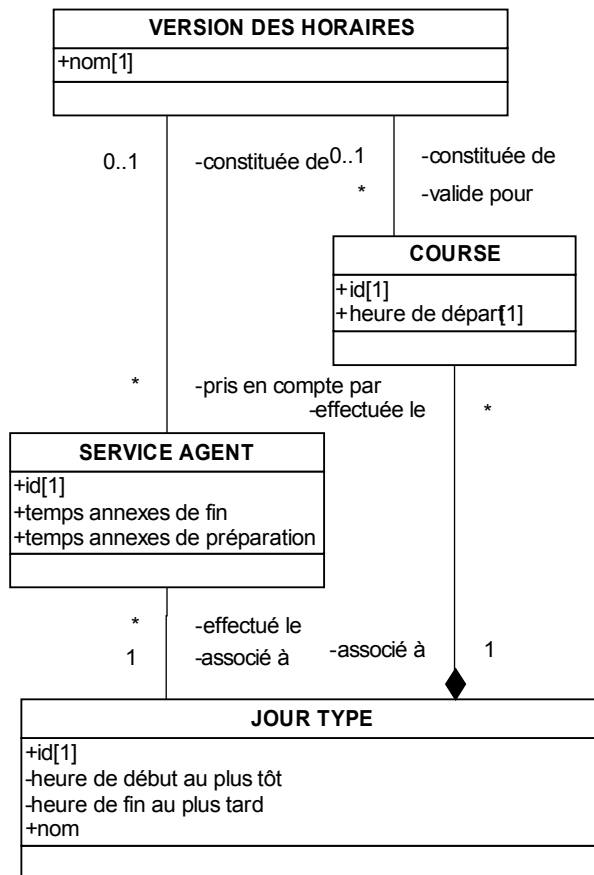 VERSION DES HORAIRES
+nom[1]
0..1 -constituée de 0..1 -constituée de
* -valide pour
COURSE
+id[1]
+heure de départ[1]
* -pris en compte par
-effectuée le *
SERVICE AGENT
+id[1]
+temps annexes de fin
+temps annexes de préparation
* -effectué le
1 -associé à -associé à 1
JOUR TYPE
+id[1]
-heure de début au plus tôt
-heure de fin au plus tard
+nom